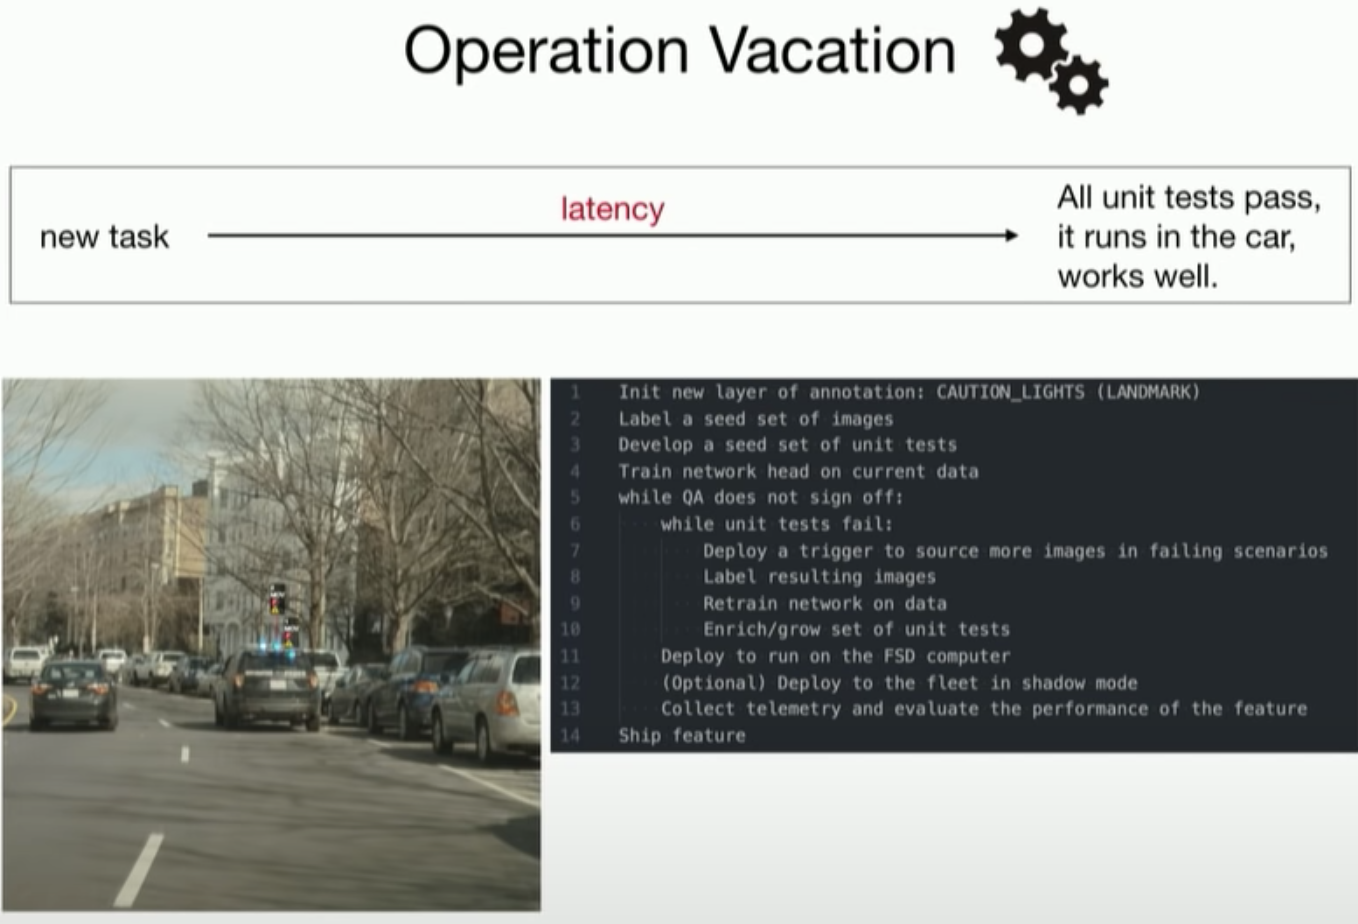 Operation Vacation
new task
latency
All unit tests pass,
it runs in the car,
works well.
1 Init new layer of annotation: CAUTION_LIGHTS (LANDMARK)
2 Label a seed set of images
3 Develop a seed set of unit tests
4 Train network head on current data
5 while QA does not sign off:
6 while unit tests fail:
7 Deploy a trigger to source more images in failing scenarios
8 Label resulting images
9 Retrain network on data
10 Enrich/grow set of unit tests
11 Deploy to run on the FSD computer
12 (Optional) Deploy to the fleet in shadow mode
13 Collect telemetry and evaluate the performance of the feature
14 Ship feature